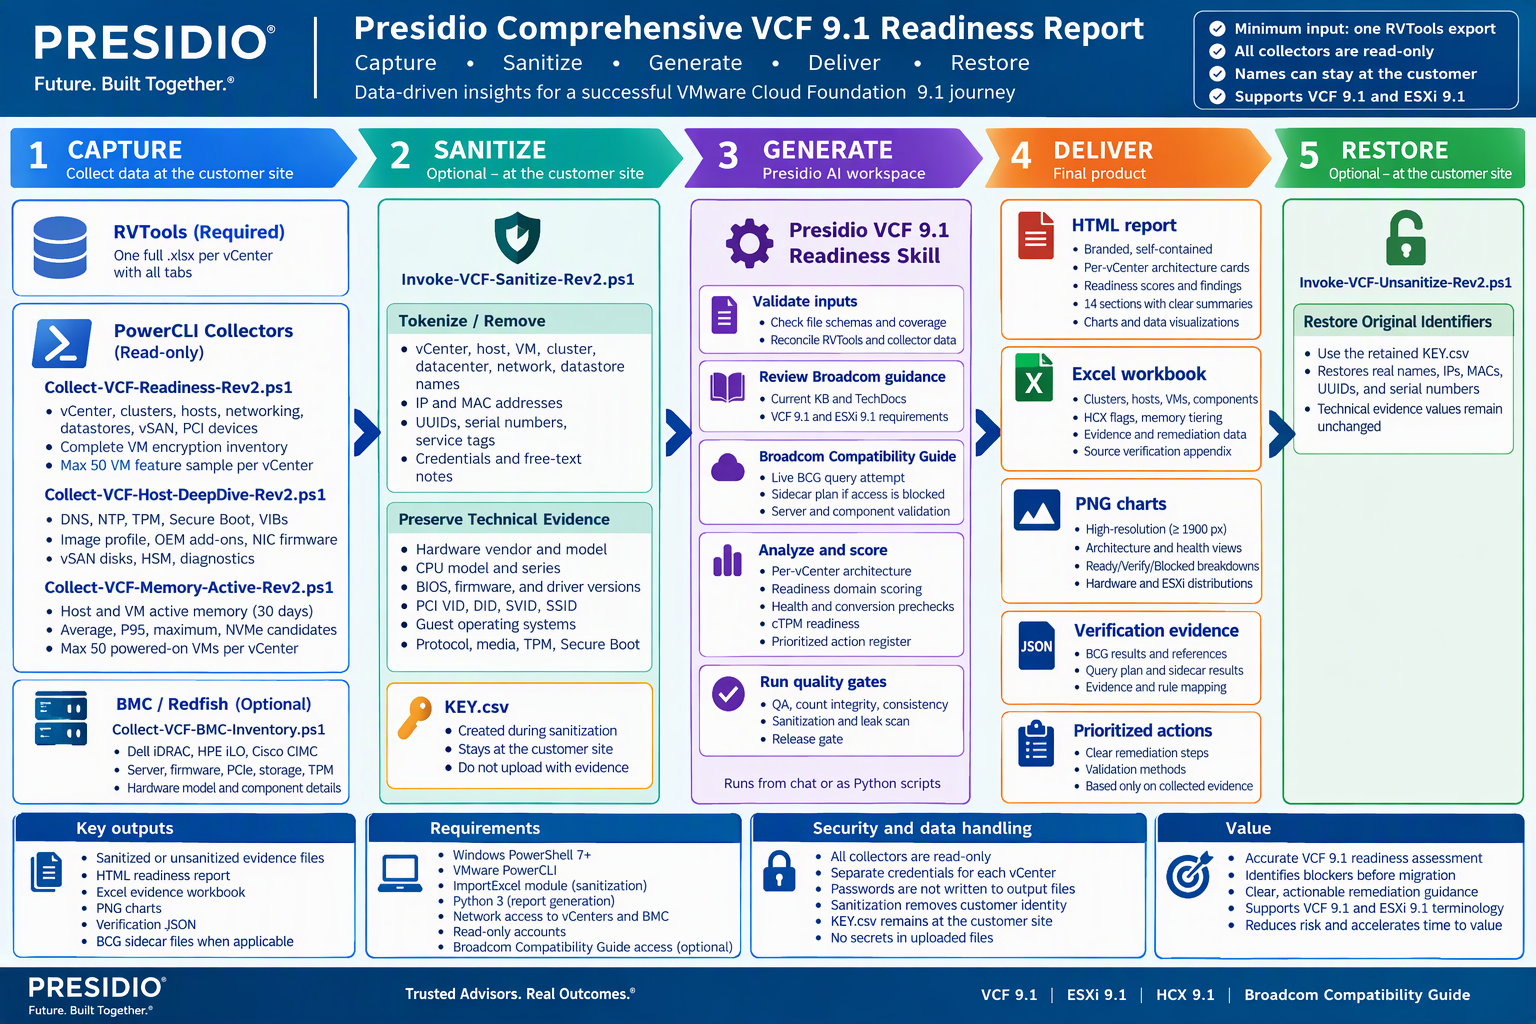 PRESIDIO®
Future. Built Together.®
Presidio Comprehensive VCF 9.1 Readiness Report
Capture • Sanitize • Generate • Deliver • Restore
Data-driven insights for a successful VMware Cloud Foundation 9.1 journey
Minimum input: one RVTools export
All collectors are read-only
Names can stay at the customer
Supports VCF 9.1 and ESXi 9.1
1 CAPTURE
Collect data at the customer site
2 SANITIZE
Optional – at the customer site
3 GENERATE
Presidio AI workspace
4 DELIVER
Final product
5 RESTORE
Optional – at the customer site
RVTools (Required)
One full .xlsx per vCenter
with all tabs
PowerCLI Collectors
(Read-only)
Collect-VCF-Readiness-Rev2.ps1
• vCenter, clusters, hosts, networking,
datastores, vSAN, PCI devices
• Complete VM encryption inventory
• Max 50 VM feature sample per vCenter
Collect-VCF-Host-DeepDive-Rev2.ps1
• DNS, NTP, TPM, Secure Boot, VIBs
• Image profile, OEM add-ons, NIC firmware
• vSAN disks, HSM, diagnostics
Collect-VCF-Memory-Active-Rev2.ps1
• Host and VM active memory (30 days)
• Average, P95, maximum, NVMe candidates
• Max 50 powered-on VMs per vCenter
BMC / Redfish (Optional)
Collect-VCF-BMC-Inventory.ps1
• Dell iDRAC, HPE iLO, Cisco CIMC
• Server, firmware, PCIe, storage, TPM
• Hardware model and component details
Invoke-VCF-Sanitize-Rev2.ps1
Tokenize / Remove
• vCenter, host, VM, cluster,
datacenter, network, datastore
names
• IP and MAC addresses
• UUIDs, serial numbers,
service tags
• Credentials and free-text
notes
Preserve Technical Evidence
• Hardware vendor and model
• CPU model and series
• BIOS, firmware, and driver versions
• PCI VID, DID, SVID, SSID
• Guest operating systems
• Protocol, media, TPM, Secure Boot
KEY.csv
• Created during sanitization
• Stays at the customer site
• Do not upload with evidence
Presidio VCF 9.1
Readiness Skill
Validate inputs
• Check file schemas and coverage
• Reconcile RVTools and collector data
Review Broadcom guidance
• Current KB and TechDocs
• VCF 9.1 and ESXi 9.1 requirements
Broadcom Compatibility Guide
• Live BCG query attempt
• Sidecar plan if access is blocked
• Server and component validation
Analyze and score
• Per-vCenter architecture
• Readiness domain scoring
• Health and conversion prechecks
• cTPM readiness
• Prioritized action register
Run quality gates
• QA, count integrity, consistency
• Sanitization and leak scan
• Release gate
Runs from chat or as Python scripts
HTML report
• Branded, self-contained
• Per-vCenter architecture cards
• Readiness scores and findings
• 14 sections with clear summaries
• Charts and data visualizations
X
Excel workbook
• Clusters, hosts, VMs, components
• HCX flags, memory tiering
• Evidence and remediation data
• Source verification appendix
PNG charts
• High-resolution (≥ 1900 px)
• Architecture and health views
• Ready/Verify/Blocked breakdowns
• Hardware and ESXi distributions
JSON
Verification evidence
• BCG results and references
• Query plan and sidecar results
• Evidence and rule mapping
Prioritized actions
• Clear remediation steps
• Validation methods
• Based only on collected evidence
Invoke-VCF-Unsanitize-Rev2.ps1
Restore Original Identifiers
• Use the retained KEY.csv
• Restores real names, IPs, MACs,
UUIDs, and serial numbers
• Technical evidence values remain
unchanged
Key outputs
• Sanitized or unsanitized evidence files
• HTML readiness report
• Excel evidence workbook
• PNG charts
• Verification JSON
• BCG sidecar files when applicable
Requirements
• Windows PowerShell 7+
• VMware PowerCLI
• ImportExcel module (sanitization)
• Python 3 (report generation)
• Network access to vCenters and BMC
• Read-only accounts
• Broadcom Compatibility Guide access (optional)
Security and data handling
• All collectors are read-only
• Separate credentials for each vCenter
• Passwords are not written to output files
• Sanitization removes customer identity
• KEY.csv remains at the customer site
• No secrets in uploaded files
Value
• Accurate VCF 9.1 readiness assessment
• Identifies blockers before migration
• Clear, actionable remediation guidance
• Supports VCF 9.1 and ESXi 9.1 terminology
• Reduces risk and accelerates time to value
PRESIDIO®
Future. Built Together.®
Trusted Advisors. Real Outcomes.®
VCF 9.1 | ESXi 9.1 | HCX 9.1 | Broadcom Compatibility Guide